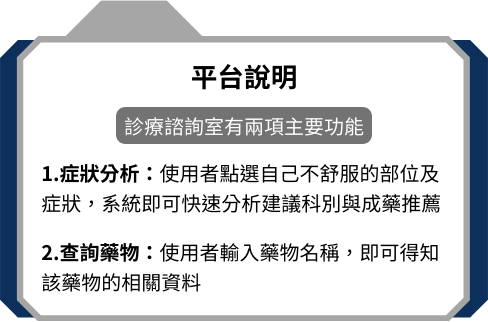 平台說明
診療諮詢室有兩項主要功能
1.症狀分析：使用者點選自己不舒服的部位及
症狀，系統即可快速分析建議科別與成藥推薦
2.查詢藥物：使用者輸入藥物名稱，即可得知
該藥物的相關資料